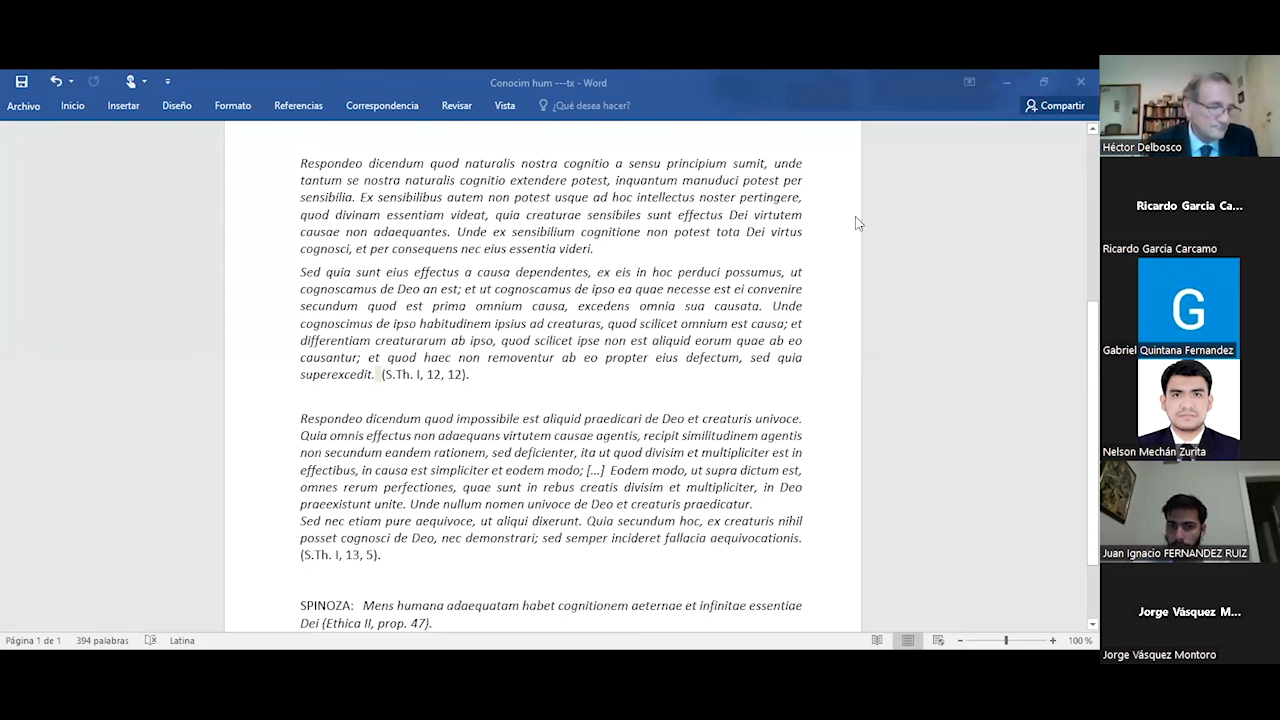 Conocim hum ---tx - Word
Archivo Inicio Insertar Diseño Formato Referencias Correspondencia Revisar Vista ¿Qué desea hacer? Compartir
Respondeo dicendum quod naturalis nostra cognitio a sensu principium sumit, unde
tantum se nostra naturalis cognitio extendere potest, inquantum manuduci potest per
sensibilia. Ex sensibilibus autem non potest usque ad hoc intellectus noster pertingere,
quod divinam essentiam videat, quia creaturae sensibiles sunt effectus Dei virtutem
causae non adaequantes. Unde ex sensibilium cognitione non potest tota Dei virtus
cognosci, et per consequens nec eius essentia videri.
Sed quia sunt eius effectus a causa dependentes, ex eis in hoc perduci possumus, ut
cognoscamus de Deo an est; et ut cognoscamus de ipso ea quae necesse est ei convenire
secundum quod est prima omnium causa, excedens omnia sua causata. Unde
cognoscimus de ipso habitudinem ipsius ad creaturas, quod scilicet omnium est causa; et
differentiam creaturarum ab ipso, quod scilicet ipse non est aliquid eorum quae ab eo
causantur; et quod haec non removentur ab eo propter eius defectum, sed quia
superexcedit. (S.Th. I, 12, 12).
Respondeo dicendum quod impossibile est aliquid praedicari de Deo et creaturis univoce.
Quia omnis effectus non adaequans virtutem causae agentis, recipit similitudinem agentis
non secundum eandem rationem, sed deficienter, ita ut quod divisim et multipliciter est in
effectibus, in causa est simpliciter et eodem modo; [...] Eodem modo, ut supra dictum est,
omnes rerum perfectiones, quae sunt in rebus creatis divisim et multipliciter, in Deo
praeexistunt unite. Unde nullum nomen univoce de Deo et creaturis praedicatur.
Sed nec etiam pure aequivoce, ut aliqui dixerunt. Quia secundum hoc, ex creaturis nihil
posset cognosci de Deo, nec demonstrari; sed semper incideret fallacia aequivocationis.
(S.Th. I, 13, 5).
SPINOZA: Mens humana adaequatam habet cognitionem aeternae et infinitae essentiae
Dei (Ethica II, prop. 47).
Página 1 de 1 394 palabras Latina 100 %
Héctor Delbosco
Ricardo Garcia Ca...
Ricardo Garcia Carcamo
G
Gabriel Quintana Fernandez
Nelson Mechán Zurita
Juan Ignacio FERNANDEZ RUIZ
Jorge Vásquez M...
Jorge Vásquez Montoro